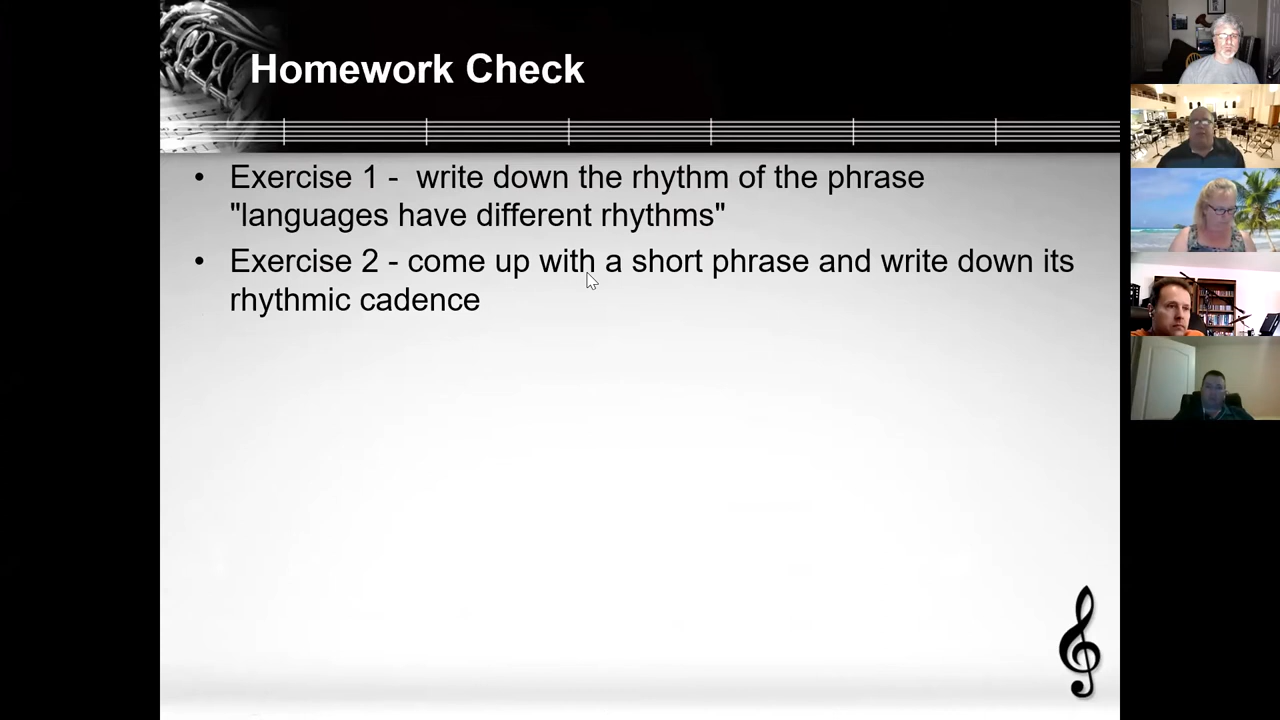 Homework Check
• Exercise 1 -  write down the rhythm of the phrase
"languages have different rhythms"
• Exercise 2 - come up with a short phrase and write down its
rhythmic cadence